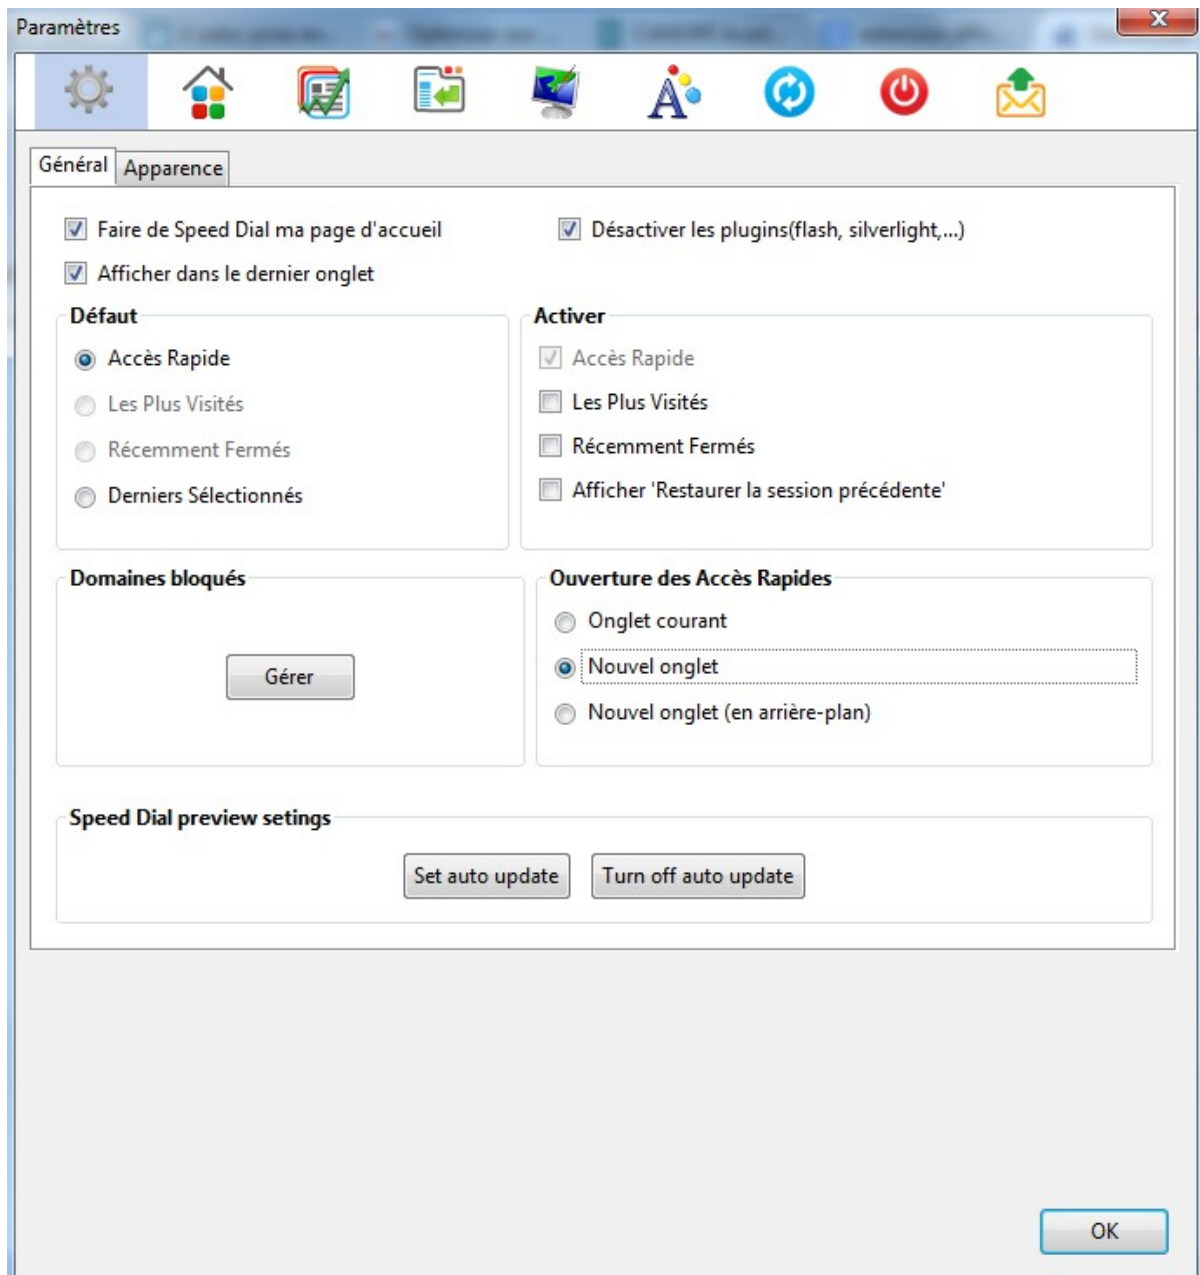 Paramètres
Général Apparence
Faire de Speed Dial ma page d'accueil Désactiver les plugins(flash, silverlight,...)
Afficher dans le dernier onglet
Défaut Activer
Accès Rapide Accès Rapide
Les Plus Visités Les Plus Visités
Récemment Fermés Récemment Fermés
Derniers Sélectionnés Afficher 'Restaurer la session précédente'
Domaines bloqués Ouverture des Accès Rapides
Onglet courant
Gérer Nouvel onglet
Nouvel onglet (en arrière-plan)
Speed Dial preview setings
Set auto update Turn off auto update
OK